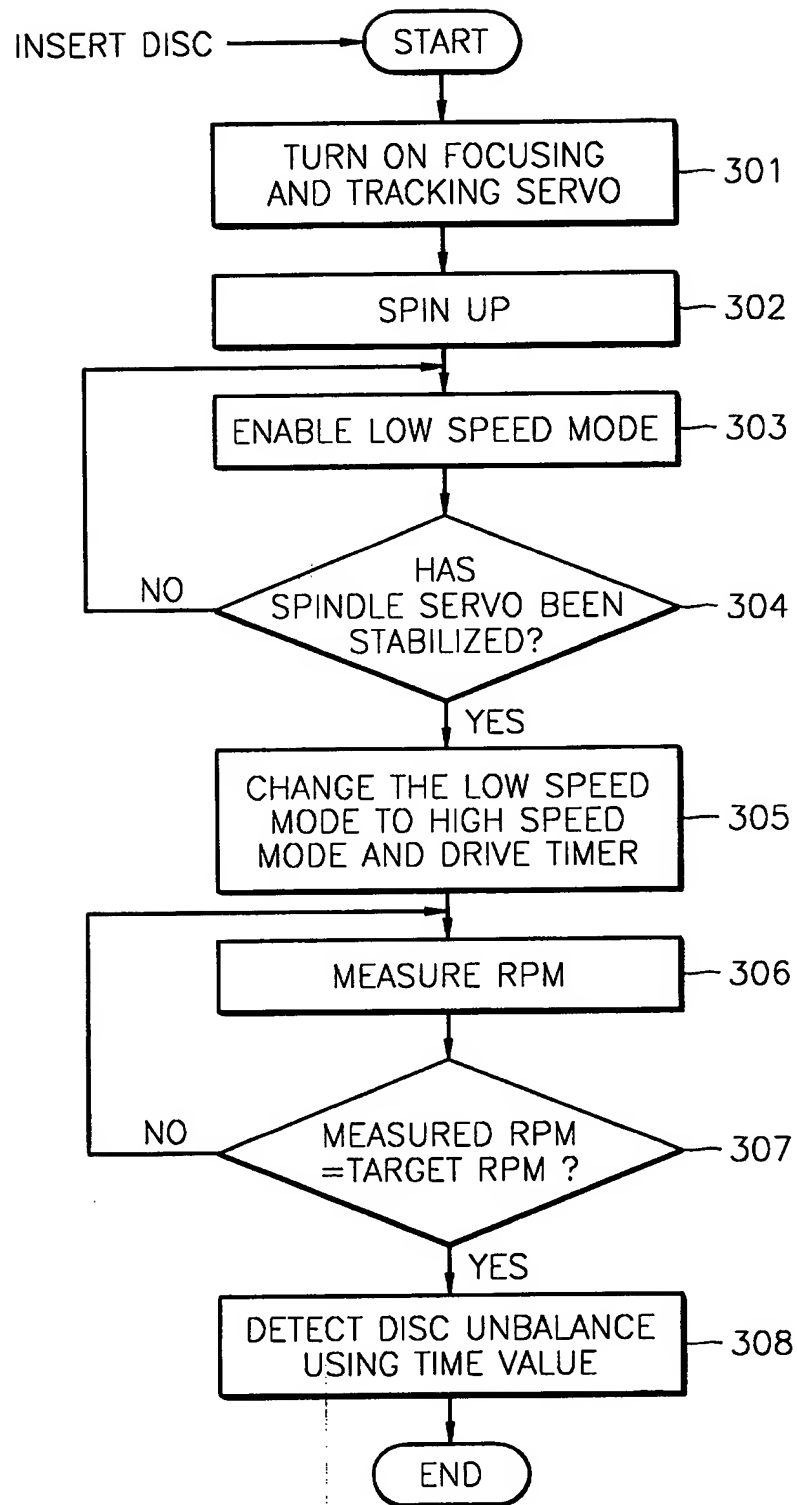 INSERT DISC
START
TURN ON FOCUSING
AND TRACKING SERVO
301
SPIN UP
302
ENABLE LOW SPEED MODE
303
HAS
SPINDLE SERVO BEEN
STABILIZED?
304
NO
YES
CHANGE THE LOW SPEED
MODE TO HIGH SPEED
MODE AND DRIVE TIMER
305
MEASURE RPM
306
MEASURED RPM
=TARGET RPM ?
307
NO
YES
DETECT DISC UNBALANCE
USING TIME VALUE
308
END